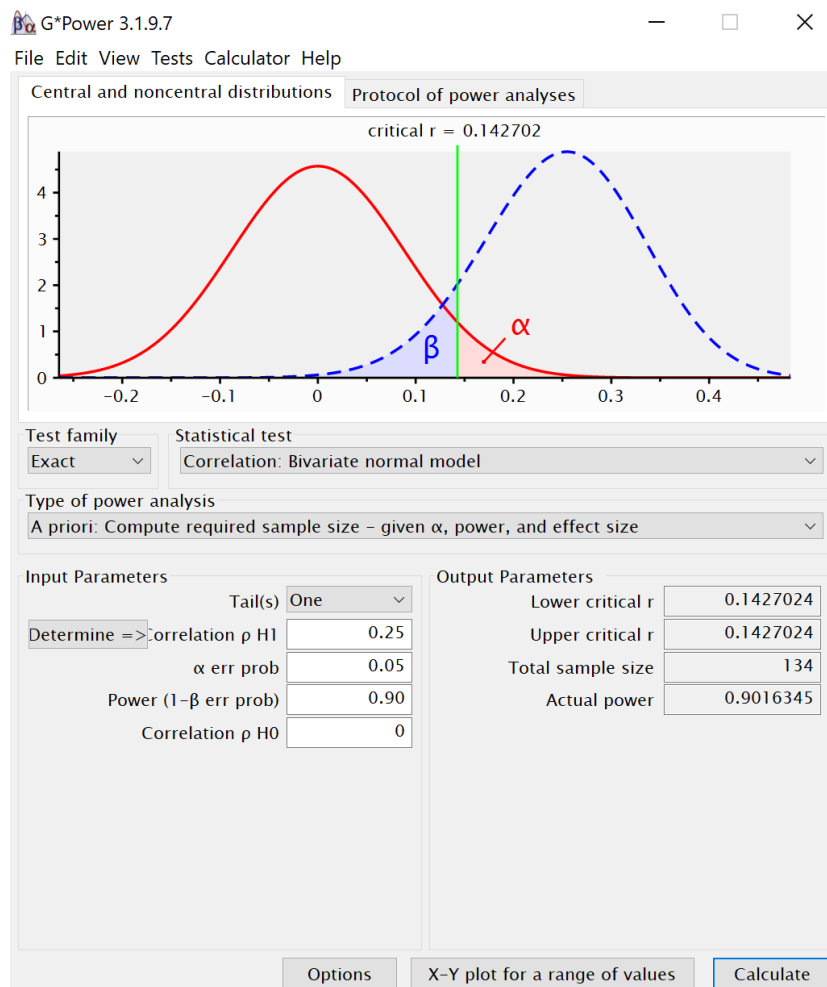 G*Power 3.1.9.7
File Edit View Tests Calculator Help
Central and noncentral distributions Protocol of power analyses
critical r = 0.142702
4
3
2
1
0
β
α
-0.2 -0.1 0 0.1 0.2 0.3 0.4
Test family Statistical test
Exact Correlation: Bivariate normal model
Type of power analysis
A priori: Compute required sample size - given α, power, and effect size
Input Parameters
Tail(s) One
Determine => orrelation ρ H1 0.25
α err prob 0.05
Power (1-β err prob) 0.90
Correlation ρ H0 0
Output Parameters
Lower critical r 0.1427024
Upper critical r 0.1427024
Total sample size 134
Actual power 0.9016345
Options X-Y plot for a range of values Calculate